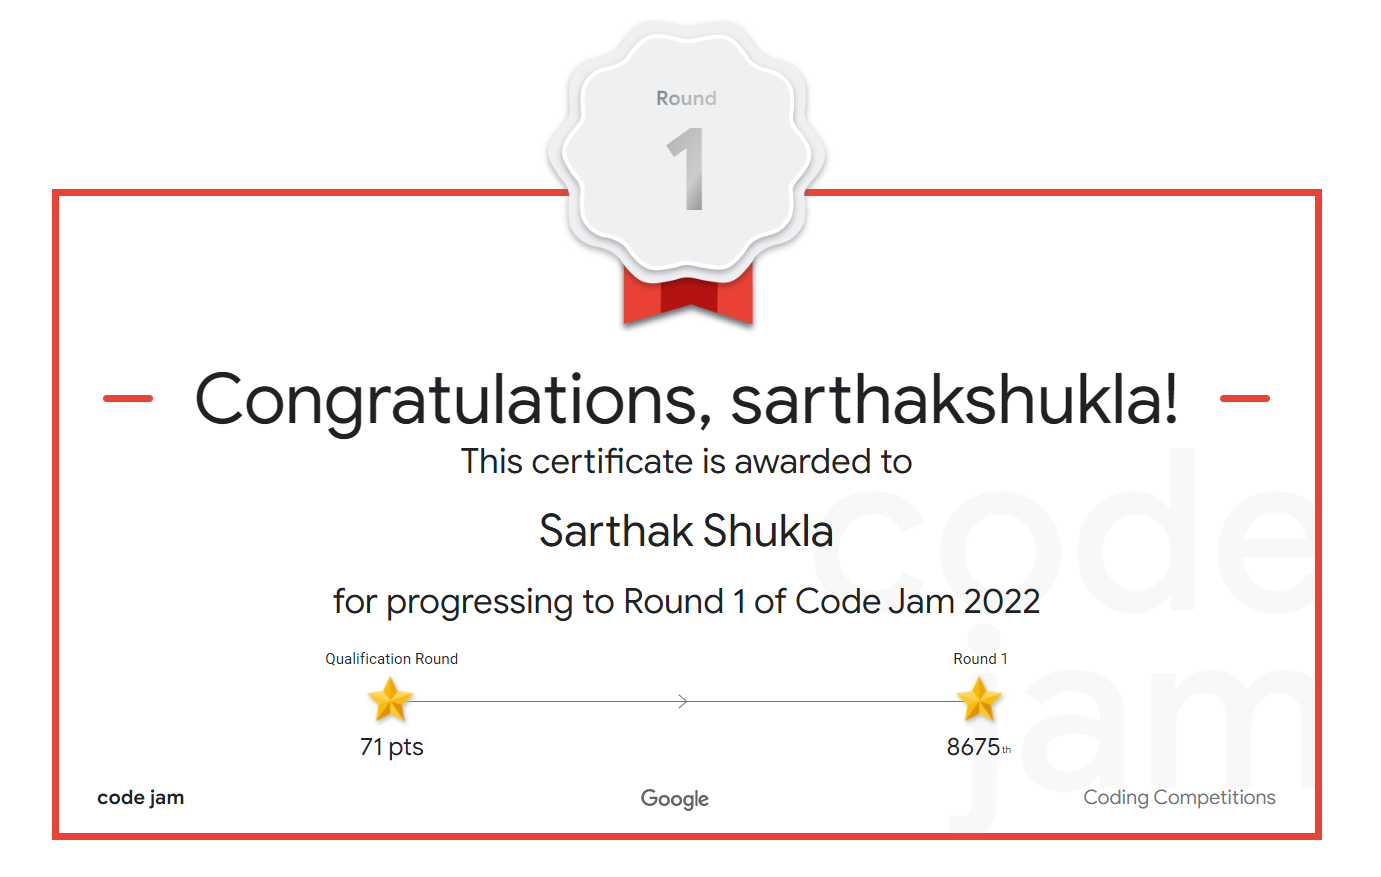 Round
1
Congratulations, sarthakshukla!
This certificate is awarded to
Sarthak Shukla
for progressing to Round 1 of Code Jam 2022
Qualification Round
Round 1
71 pts
8675th
code jam
Google
Coding Competitions
code
jam